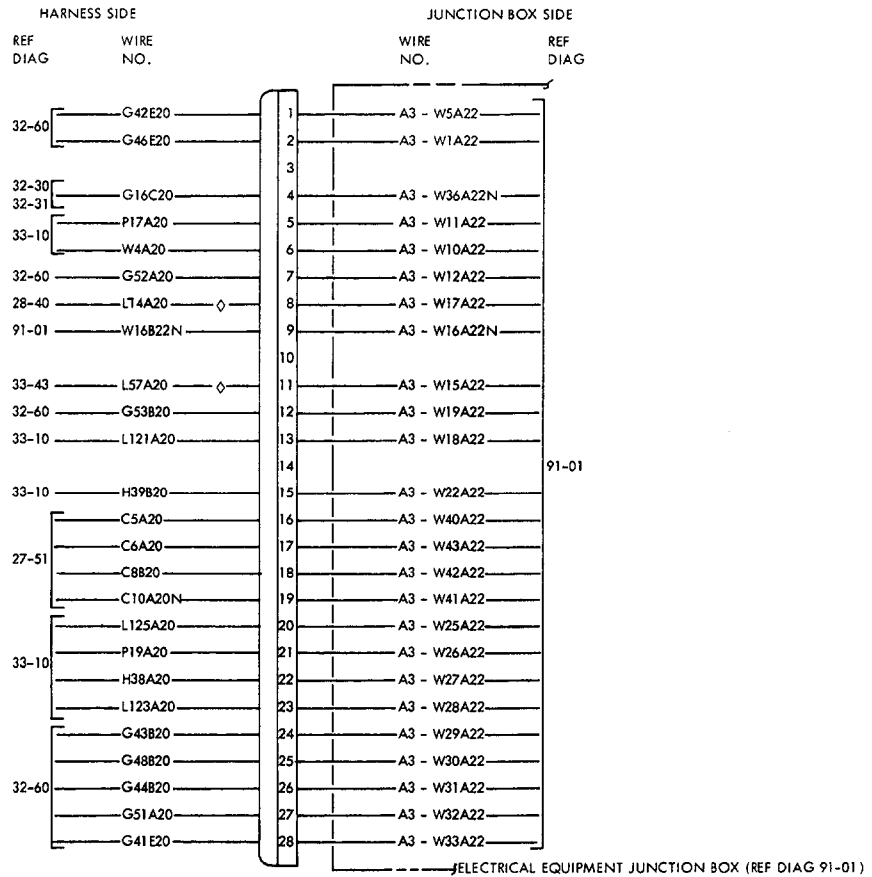 HARNESS SIDE JUNCTION BOX SIDE
REF WIRE WIRE REF
DIAG NO. NO. DIAG
G42E20 1 A3 - W5A22
32-60
G46E20 2 A3 - W1A22
3
32-30
G16C20 4 A3 - W36A22N
32-31
P17A20 5 A3 - W11A22
33-10
W4A20 6 A3 - W10A22
32-60 G52A20 7 A3 - W12A22
28-40 LT4A20 ◊ 8 A3 - W17A22
91-01 W16B22N 9 A3 - W16A22N
10
33-43 L57A20 ◊ 11 A3 - W15A22
32-60 G53B20 12 A3 - W19A22
33-10 L121A20 13 A3 - W18A22
14 91-01
33-10 H39B20 15 A3 - W22A22
C5A20 16 A3 - W40A22
C6A20 17 A3 - W43A22
27-51
C8B20 18 A3 - W42A22
C10A20N 19 A3 - W41A22
L125A20 20 A3 - W25A22
P19A20 21 A3 - W26A22
33-10
H38A20 22 A3 - W27A22
L123A20 23 A3 - W28A22
G43B20 24 A3 - W29A22
G48B20 25 A3 - W30A22
32-60 G44B20 26 A3 - W31A22
G51A20 27 A3 - W32A22
G41E20 28 A3 - W33A22
ELECTRICAL EQUIPMENT JUNCTION BOX (REF DIAG 91-01)